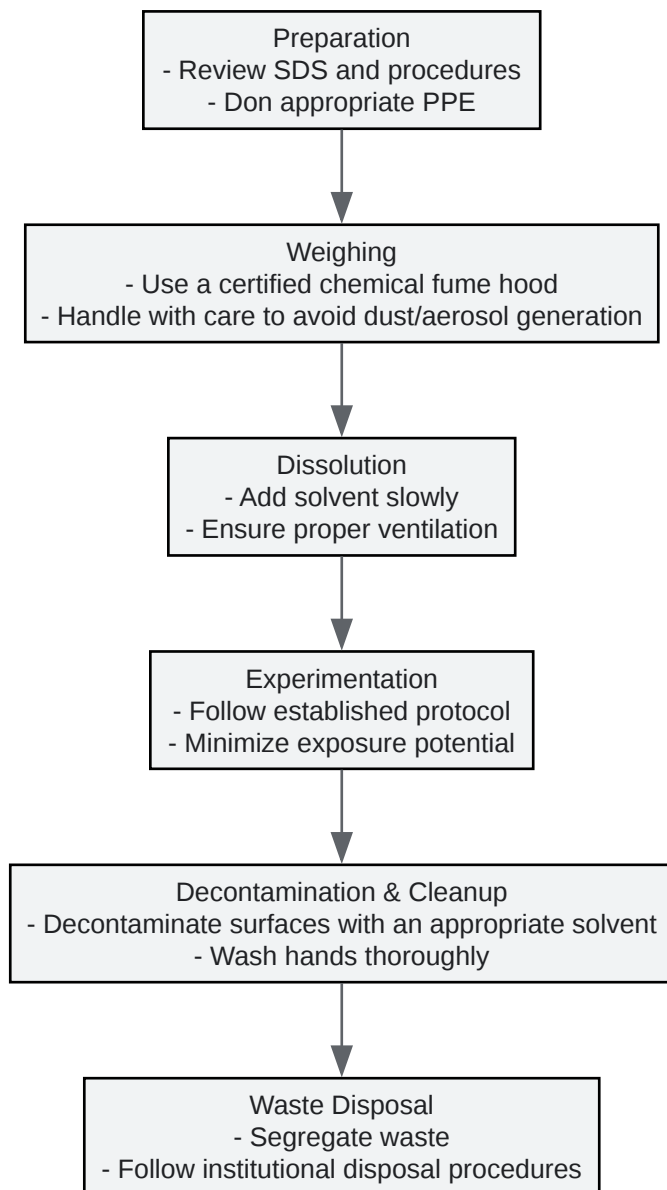 Preparation
- Review SDS and procedures
- Don appropriate PPE
Weighing
- Use a certified chemical fume hood
- Handle with care to avoid dust/aerosol generation
Dissolution
- Add solvent slowly
- Ensure proper ventilation
Experimentation
- Follow established protocol
- Minimize exposure potential
Decontamination & Cleanup
- Decontaminate surfaces with an appropriate solvent
- Wash hands thoroughly
Waste Disposal
- Segregate waste
- Follow institutional disposal procedures